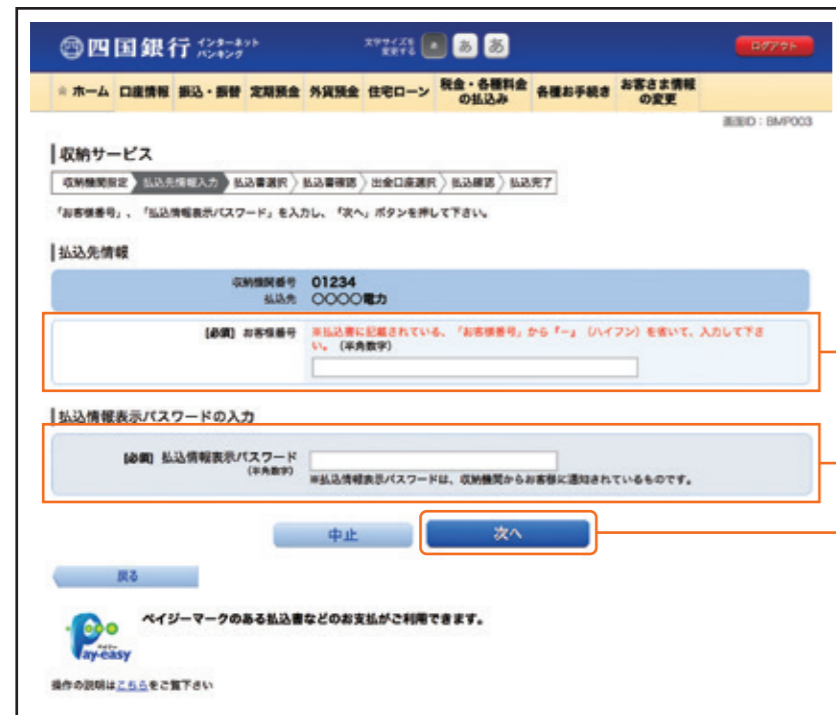 四国銀行 インターネットバンキング 文字サイズを変更する あ あ あ ログアウト
ホーム 口座情報 振込・振替 定期預金 外貨預金 住宅ローン 税金・各種料金の払込み 各種お手続き お客さま情報の変更
画面ID：BMP003
収納サービス
収納機関指定 払込先情報入力 払込書選択 払込書確認 出金口座選択 払込確認 払込完了
「お客様番号」、「払込情報表示パスワード」を入力し、「次へ」ボタンを押して下さい。
払込先情報
収納機関番号 01234
払込先 〇〇〇〇電力
[必須] お客様番号 ※払込書に記載されている、「お客様番号」から『-』（ハイフン）を省いて、入力して下さ
い。（半角数字）
払込情報表示パスワードの入力
[必須] 払込情報表示パスワード
（半角数字）
※払込情報表示パスワードは、収納機関からお客様に通知されているものです。
中止 次へ
戻る
ペイジーマークのある払込書などのお支払がご利用できます。
ペイジー
Pay-easy
操作の説明はこちらをご覧下さい